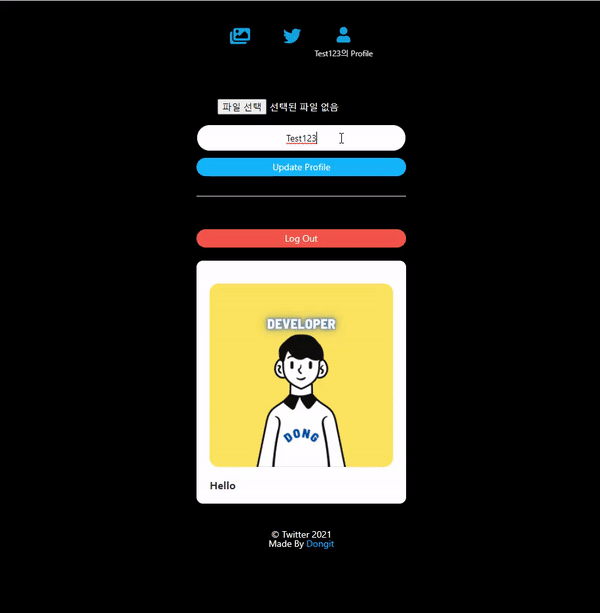 Test123의 Profile
파일 선택 선택된 파일 없음
Test123
Update Profile
Log Out
DEVELOPER
DONG
Hello
© Twitter 2021
Made By Dongit